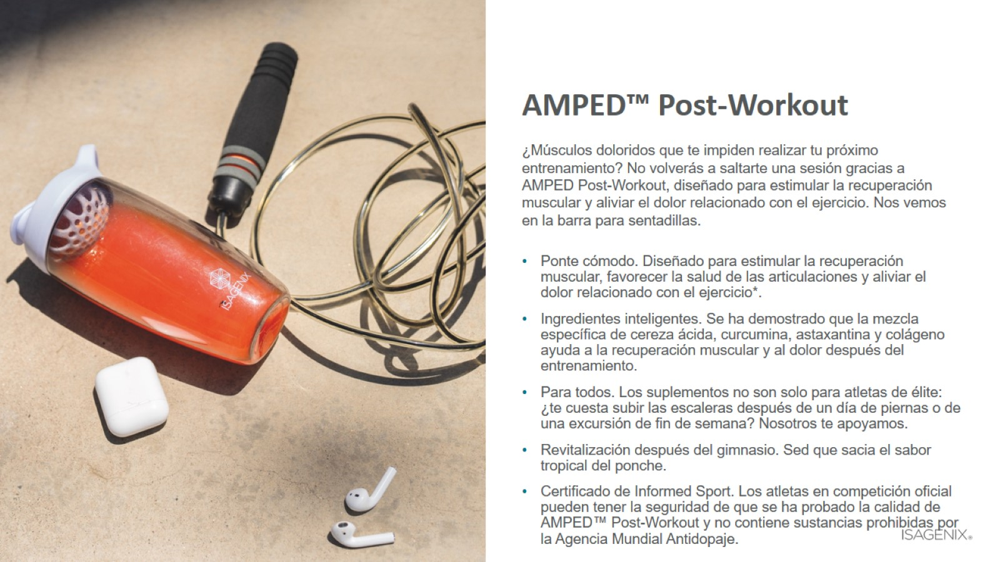 ISAGENIX
AMPED™ Post-Workout
¿Músculos doloridos que te impiden realizar tu próximo
entrenamiento? No volverás a saltarte una sesión gracias a
AMPED Post-Workout, diseñado para estimular la recuperación
muscular y aliviar el dolor relacionado con el ejercicio. Nos vemos
en la barra para sentadillas.
• Ponte cómodo. Diseñado para estimular la recuperación
muscular, favorecer la salud de las articulaciones y aliviar el
dolor relacionado con el ejercicio*.
• Ingredientes inteligentes. Se ha demostrado que la mezcla
específica de cereza ácida, curcumina, astaxantina y colágeno
ayuda a la recuperación muscular y al dolor después del
entrenamiento.
• Para todos. Los suplementos no son solo para atletas de élite:
¿te cuesta subir las escaleras después de un día de piernas o de
una excursión de fin de semana? Nosotros te apoyamos.
• Revitalización después del gimnasio. Sed que sacia el sabor
tropical del ponche.
• Certificado de Informed Sport. Los atletas en competición oficial
pueden tener la seguridad de que se ha probado la calidad de
AMPED™ Post-Workout y no contiene sustancias prohibidas por
la Agencia Mundial Antidopaje.
ISAGENIX®